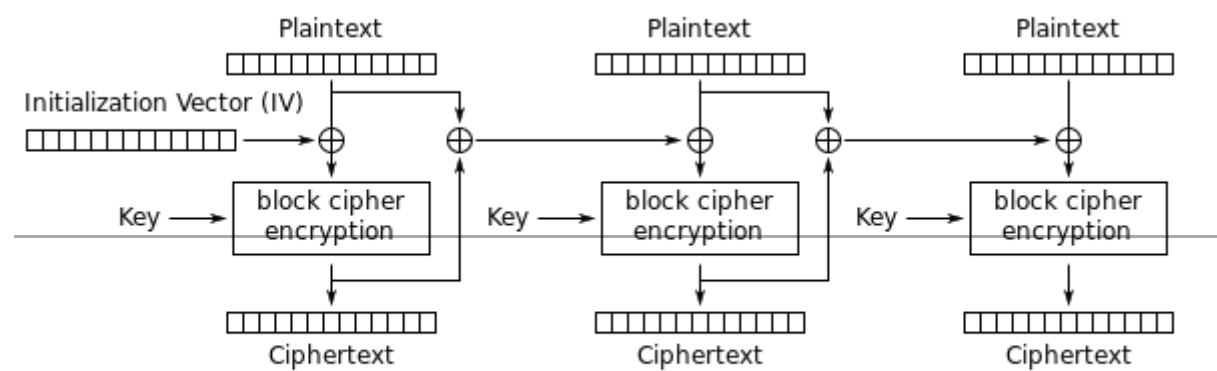 Plaintext
Plaintext
Plaintext
Initialization Vector (IV)
Key
block cipher
encryption
Key
block cipher
encryption
Key
block cipher
encryption
Ciphertext
Ciphertext
Ciphertext